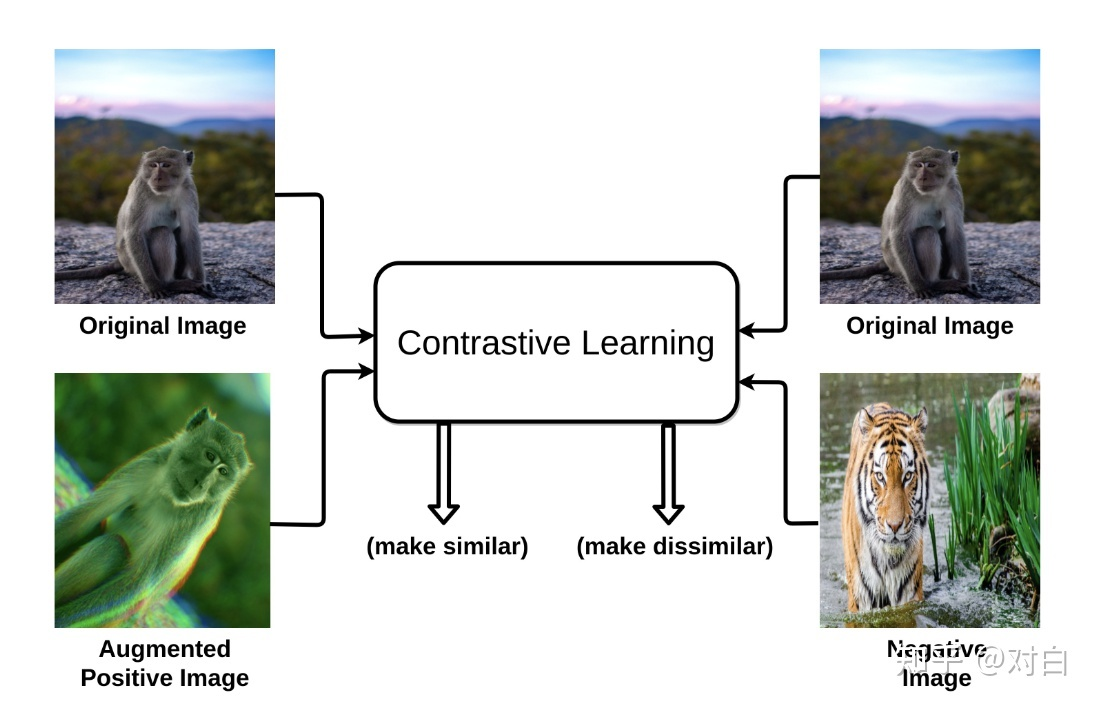 Original Image
Original Image
Contrastive Learning
(make similar)
(make dissimilar)
Augmented
Positive Image
Negative
Image
知乎 @对白